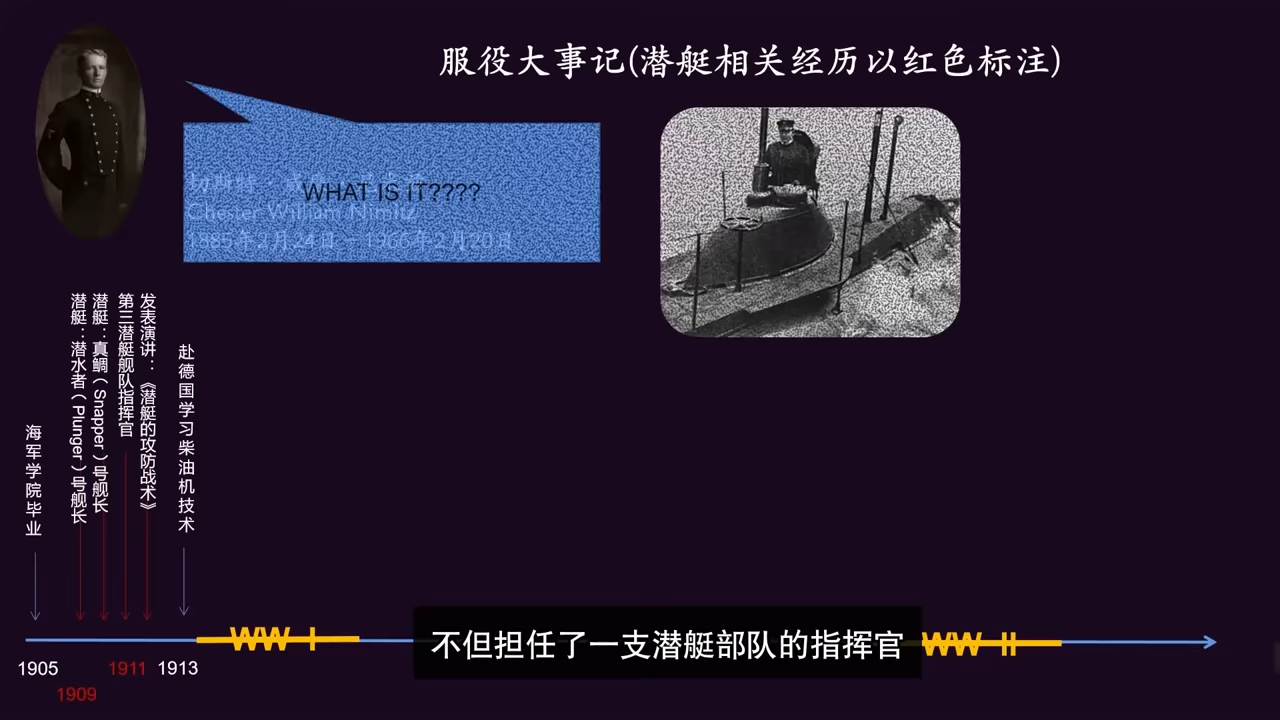 服役大事记(潜艇相关经历以红色标注)
WHAT IS IT????
切斯特
Chester William Nimitz
1885年2月24日－1966年2月20日
海军学院毕业
潜艇：潜水者（Plunger）号舰长
潜艇：真鲷（Snapper）号舰长
第三潜艇舰队指挥官
发表演讲：《潜艇的攻防战术》
赴德国学习柴油机技术
WW I
WW II
不但担任了一支潜艇部队的指挥官
1905
1909
1911
1913